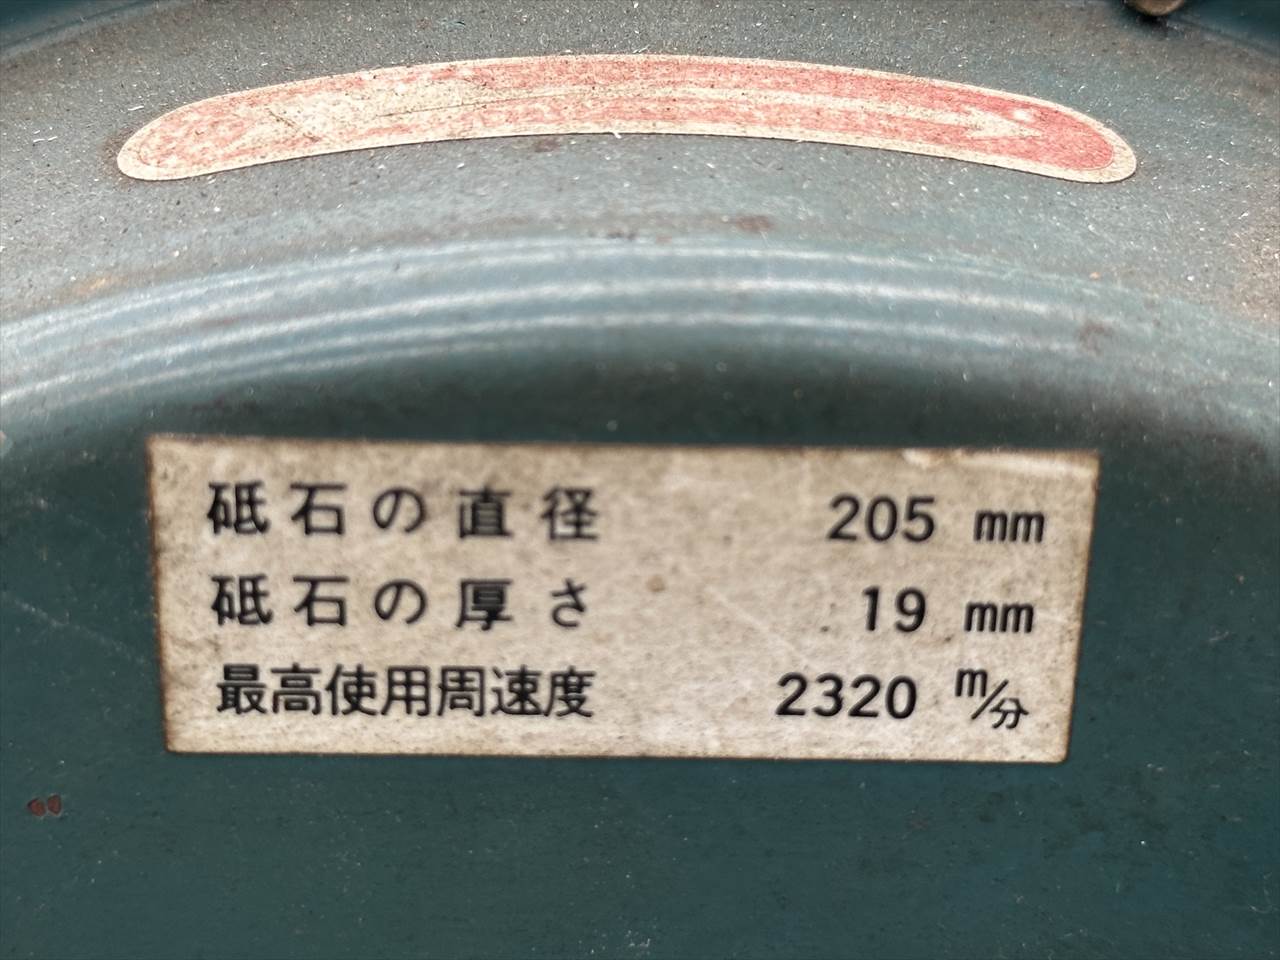 砥石の直径 205 mm
砥石の厚さ 19 mm
最高使用周速度 2320 m/分